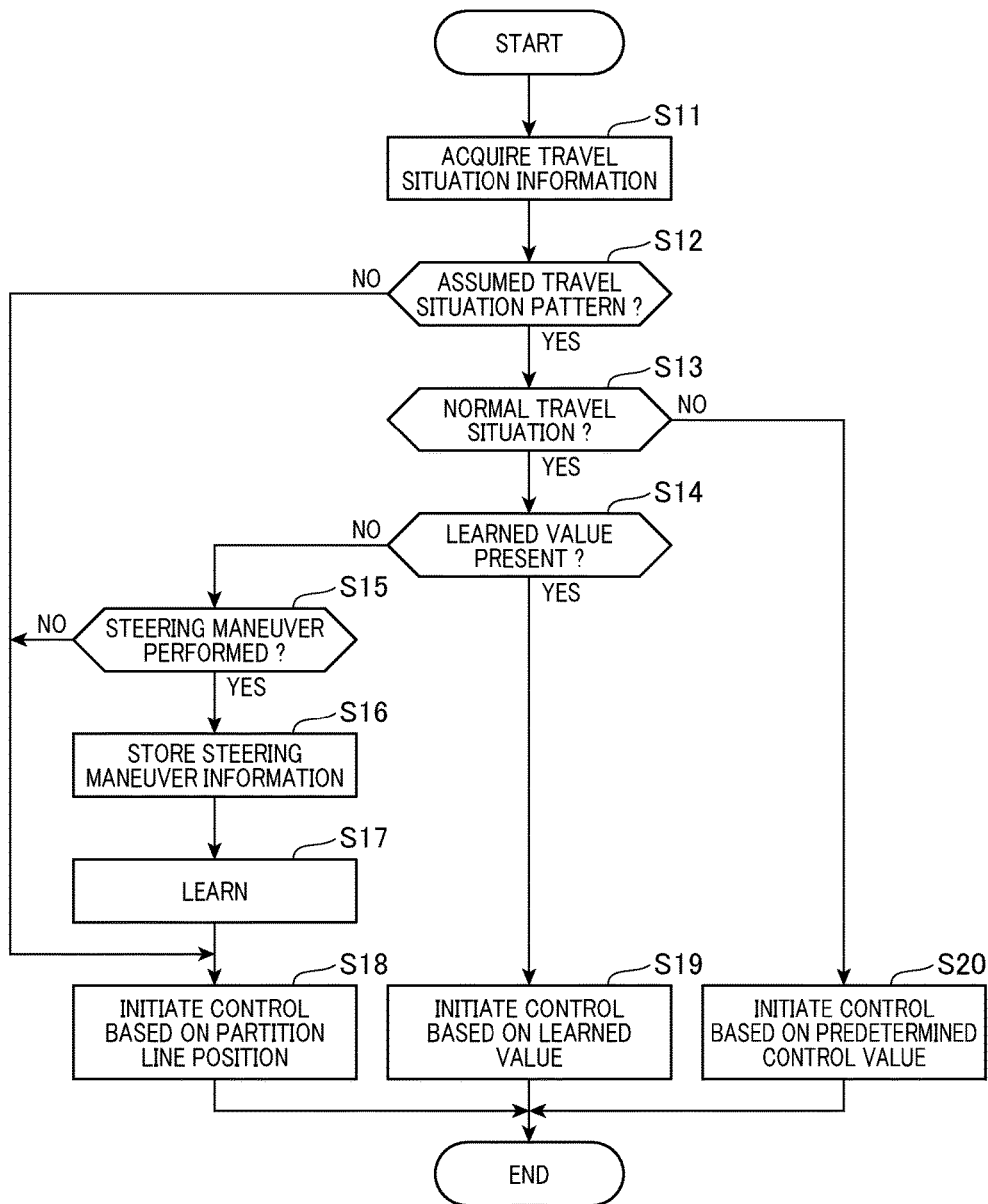 START
S11
ACQUIRE TRAVEL
SITUATION INFORMATION
S12
NO
ASSUMED TRAVEL
SITUATION PATTERN ?
YES
S13
NORMAL TRAVEL
SITUATION ?
NO
YES
S14
NO
LEARNED VALUE
PRESENT ?
YES
S15
NO
STEERING MANEUVER
PERFORMED ?
YES
S16
STORE STEERING
MANEUVER INFORMATION
S17
LEARN
S18
INITIATE CONTROL
BASED ON PARTITION
LINE POSITION
S19
INITIATE CONTROL
BASED ON LEARNED
VALUE
S20
INITIATE CONTROL
BASED ON PREDETERMINED
CONTROL VALUE
END